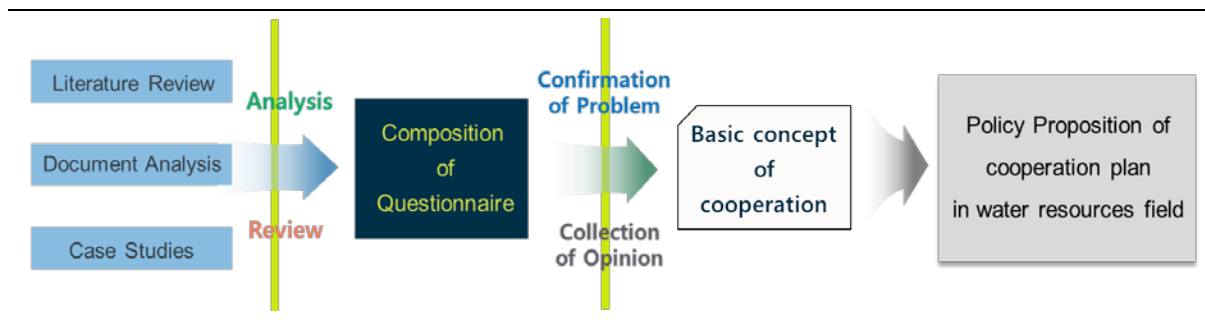 Literature Review
Document Analysis
Case Studies
Analysis
Review
Composition
of
Questionnaire
Confirmation
of Problem
Collection
of Opinion
Basic concept
of
cooperation
Policy Proposition of
cooperation plan
in water resources field